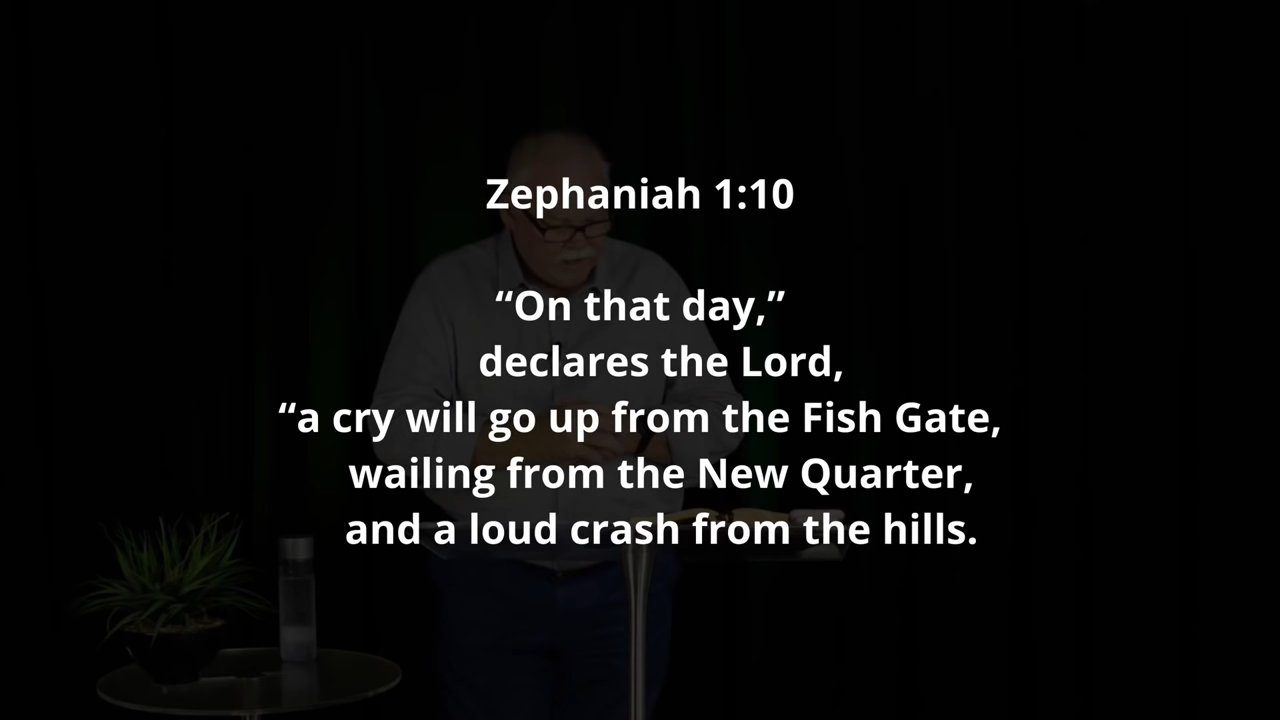 Zephaniah 1:10
“On that day,”
declares the Lord,
“a cry will go up from the Fish Gate,
wailing from the New Quarter,
and a loud crash from the hills.